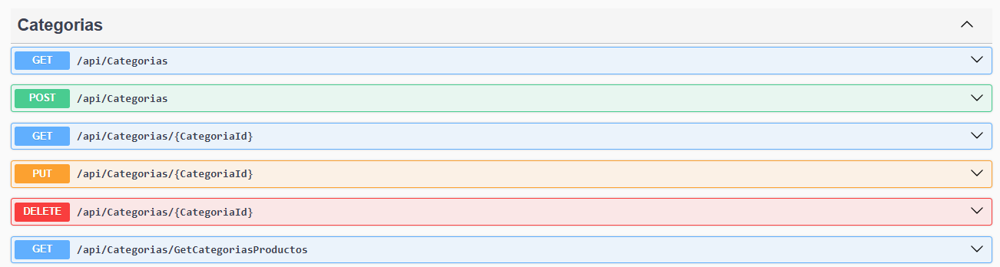 Categorias
GET /api/Categorias
POST /api/Categorias
GET /api/Categorias/{CategoriaId}
PUT /api/Categorias/{CategoriaId}
DELETE /api/Categorias/{CategoriaId}
GET /api/Categorias/GetCategoriasProductos